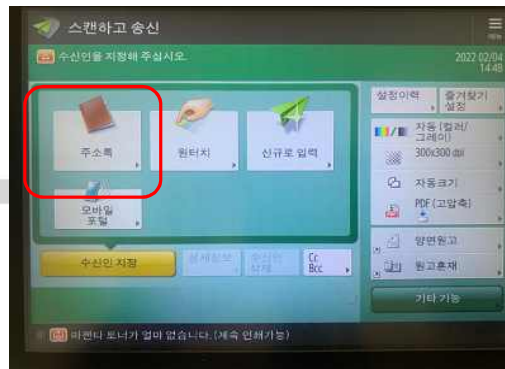 스캔하고 송신
수신인을 지정해 주십시오.
2022 02/04
14:48
주소록
원터치
신규로 입력
모바일
포털
수신인 지정
상세정보
수신인
삭제
Cc
Bcc
설정이력
즐겨찾기
설정
자동 (컬러/
그레이)
300x300 dpi
자동크기
PDF (고압축)
양면원고
원고혼재
기타 기능
마젠타 토너가 얼마 없습니다. (계속 인쇄가능)